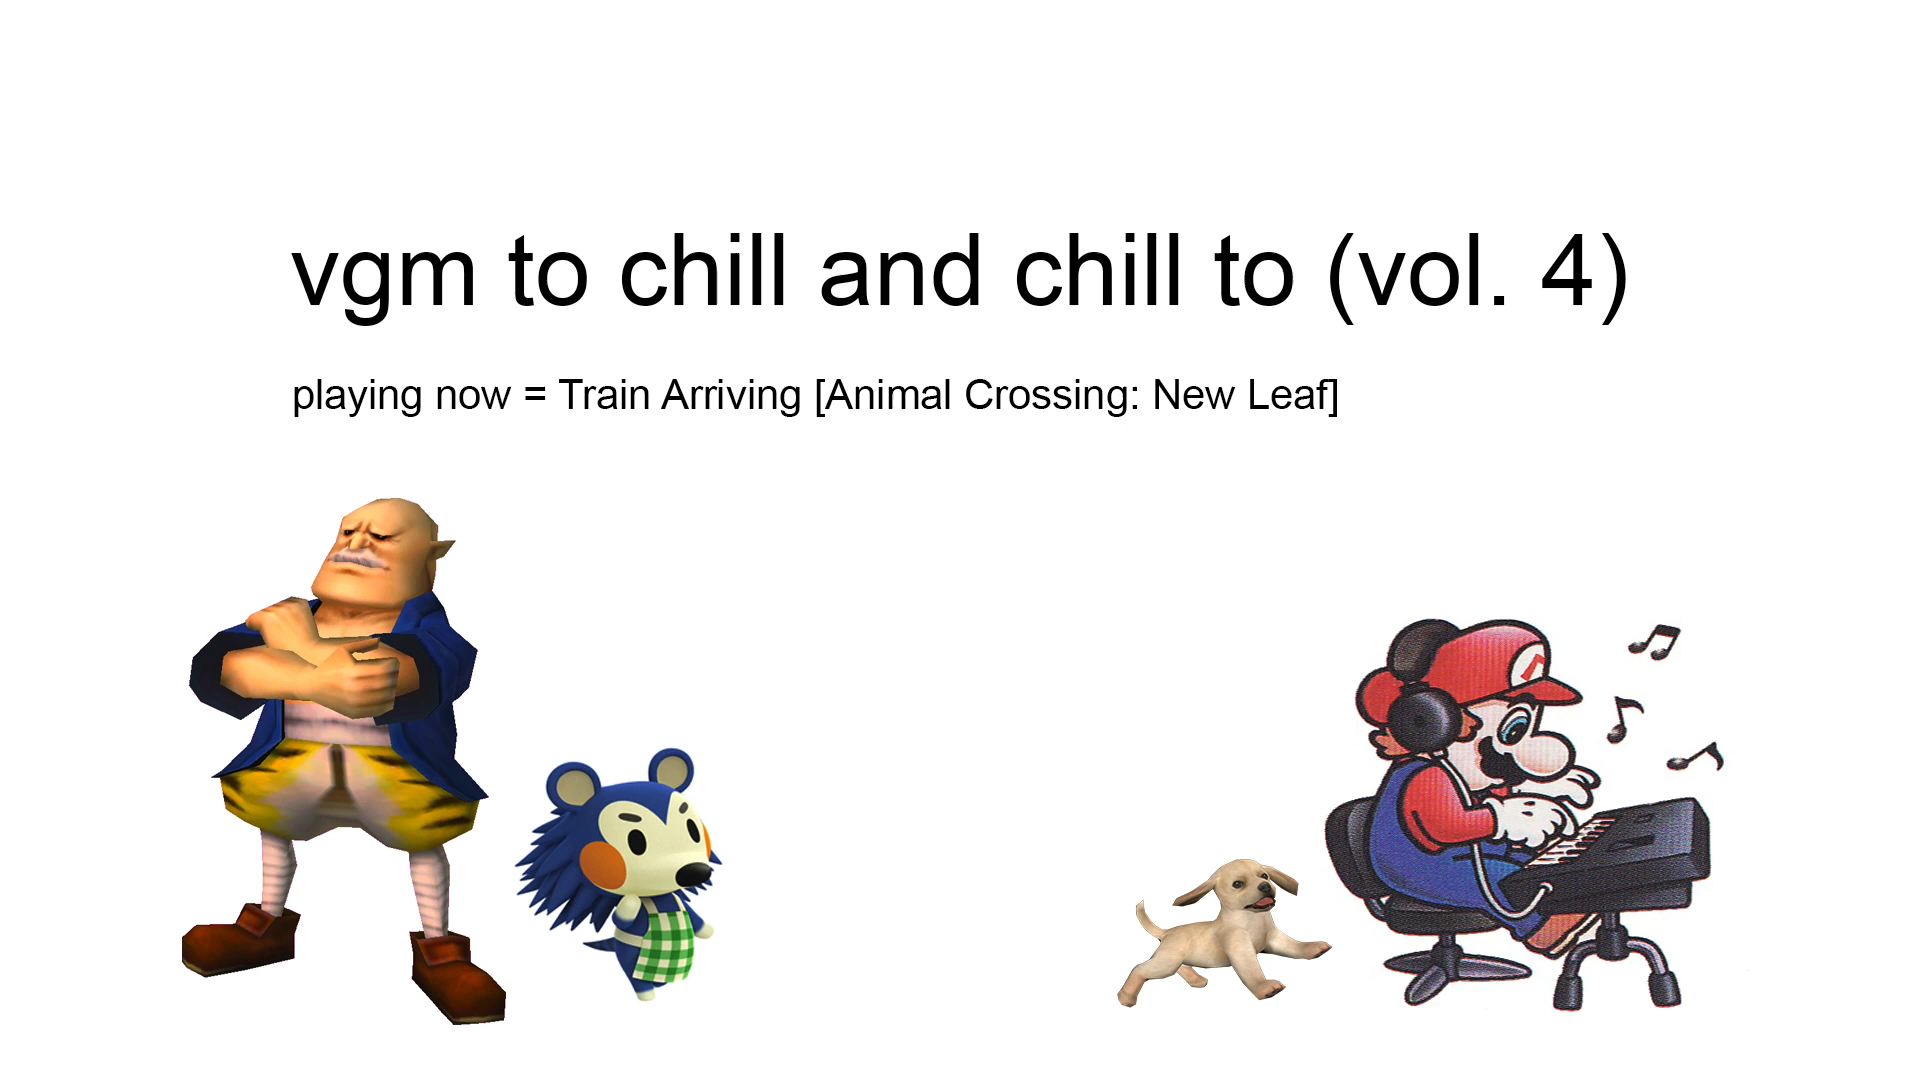 vgm to chill and chill to (vol. 4)
playing now = Train Arriving [Animal Crossing: New Leaf]